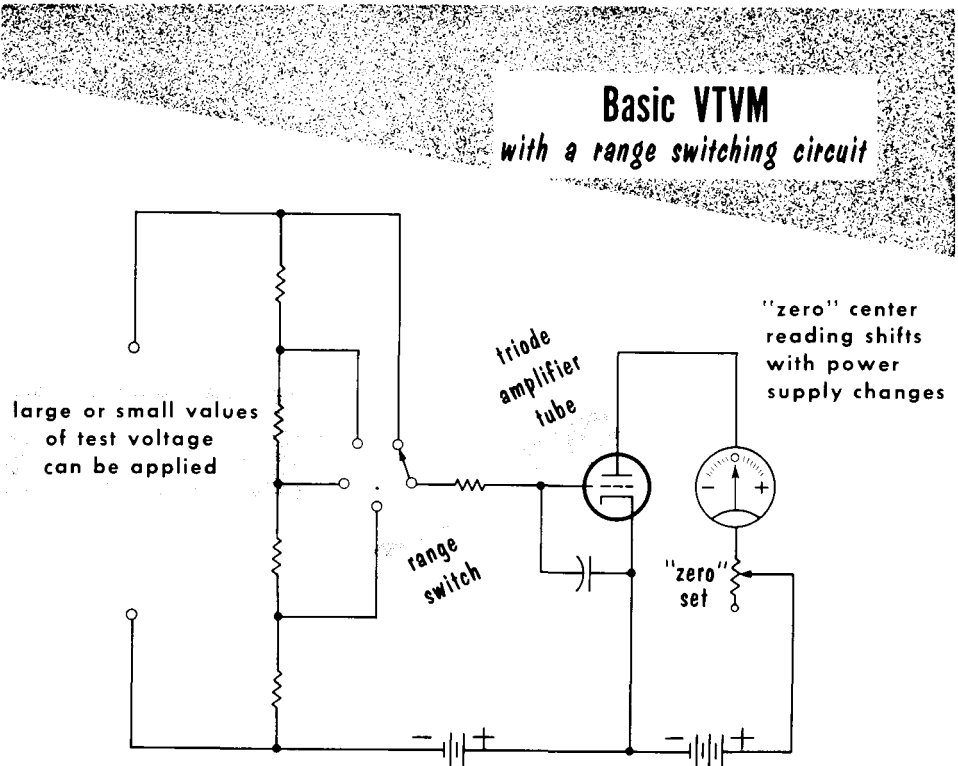 Basic VTVM
with a range switching circuit
"zero" center
reading shifts
with power
supply changes
triode
amplifier
tube
large or small values
of test voltage
can be applied
- +
range
switch
"zero"
set
- +
- +